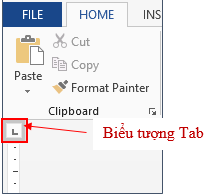 FILE HOME INS
Cut
Copy
Paste
Format Painter
Clipboard
Biểu tượng Tab